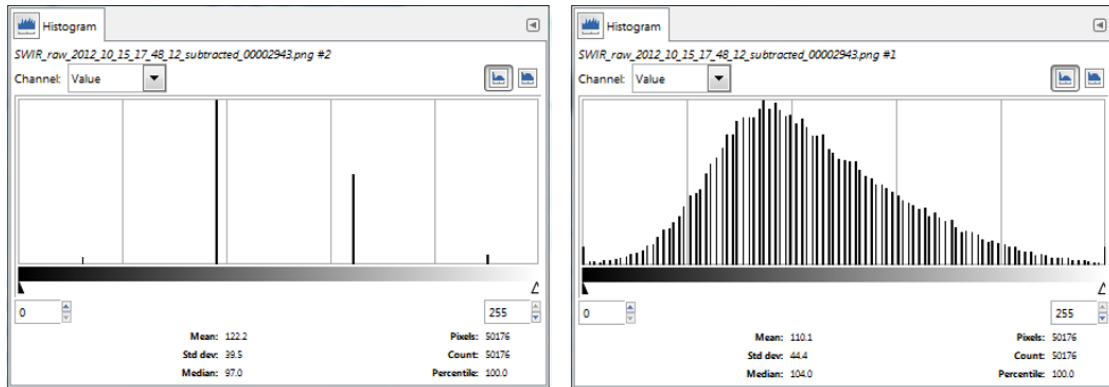 Histogram
SWIR_raw_2012_10_15_17_48_12_subtracted_00002943.png #2
Channel: Value
0 255
Mean: 122.2 Pixels: 50176
Std dev: 39.5 Count: 50176
Median: 97.0 Percentile: 100.0
Histogram
SWIR_raw_2012_10_15_17_48_12_subtracted_00002943.png #1
Channel: Value
0 255
Mean: 110.1 Pixels: 50176
Std dev: 44.4 Count: 50176
Median: 104.0 Percentile: 100.0